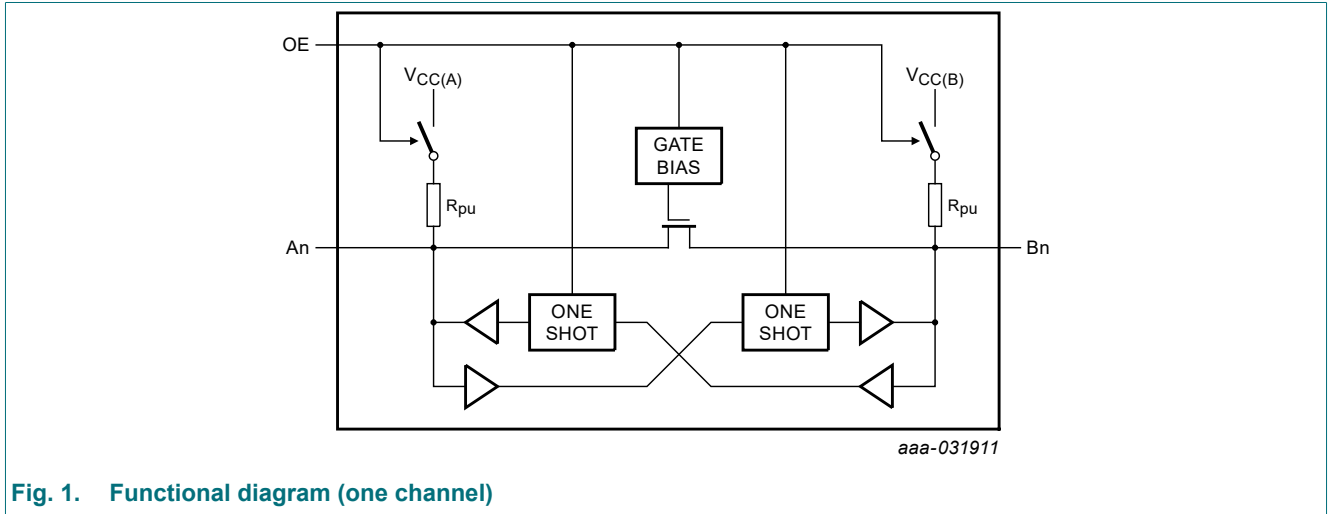 OE
VCC(A)
VCC(B)
GATE
BIAS
Rpu
Rpu
An
Bn
ONE
SHOT
ONE
SHOT
aaa-031911
Fig. 1. Functional diagram (one channel)